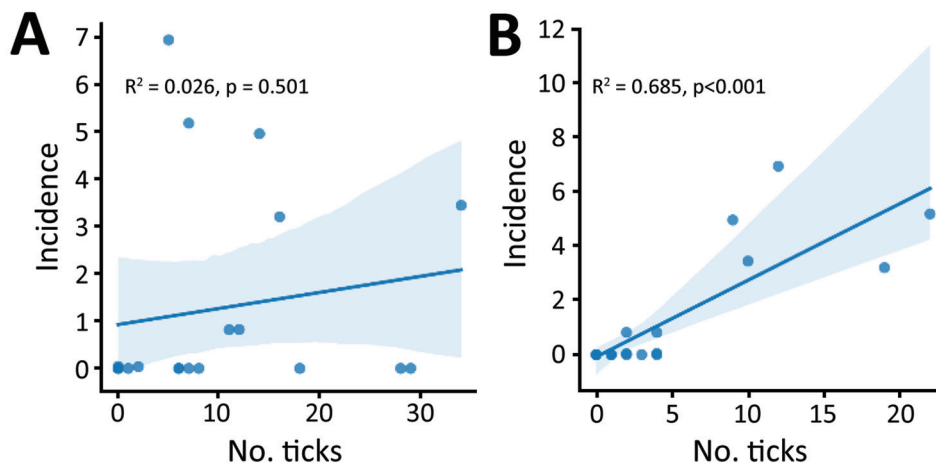 A
R² = 0.026, p = 0.501
Incidence
7
6
5
4
3
2
1
0
0 10 20 30
No. ticks
B
R² = 0.685, p<0.001
Incidence
12
10
8
6
4
2
0
0 5 10 15 20
No. ticks